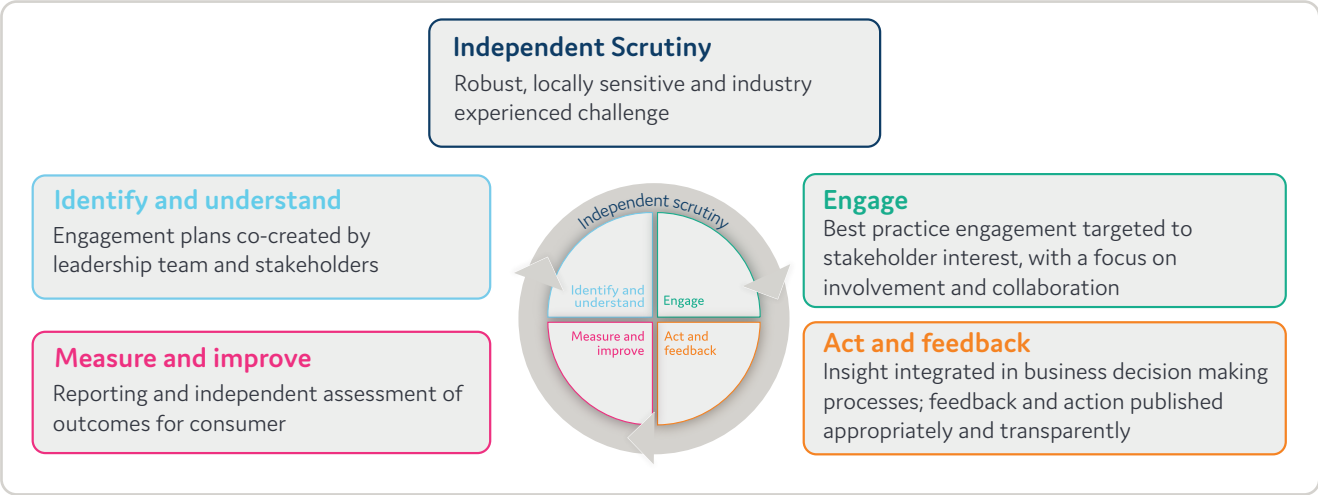 Independent Scrutiny
Robust, locally sensitive and industry
experienced challenge
Identify and understand
Engagement plans co-created by
leadership team and stakeholders
Measure and improve
Reporting and independent assessment of
outcomes for consumer
Independent scrutiny
Identify and
understand
Engage
Measure and
improve
Act and
feedback
Engage
Best practice engagement targeted to
stakeholder interest, with a focus on
involvement and collaboration
Act and feedback
Insight integrated in business decision making
processes; feedback and action published
appropriately and transparently